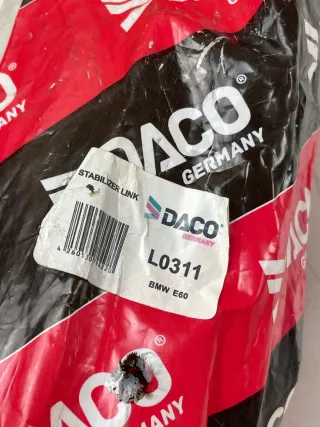 DACO®
GERMANY
STABILIZER LINK
DACO®
GERMANY
L0311
BMW E60
DACO®
GERMANY